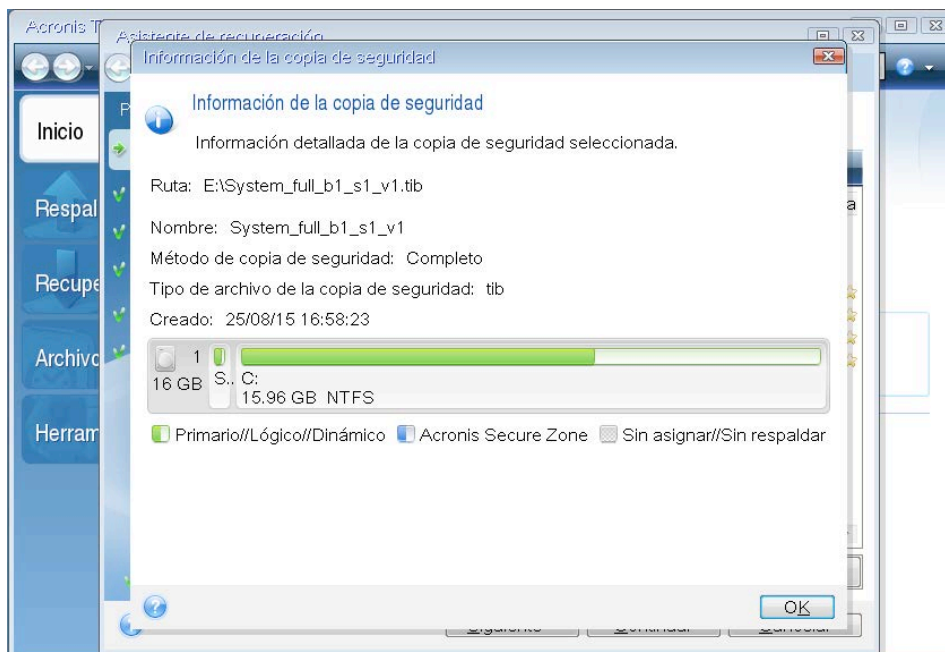 Acronis T
Asistente de recuperación
Información de la copia de seguridad
Inicio
Respal
Recupe
Archivo
Herram
P
a
Información de la copia de seguridad
Información detallada de la copia de seguridad seleccionada.
Ruta: E:\System_full_b1_s1_v1.tib
Nombre: System_full_b1_s1_v1
Método de copia de seguridad: Completo
Tipo de archivo de la copia de seguridad: tib
Creado: 25/08/15 16:58:23
1
16 GB
S..
C:
15.96 GB NTFS
Primario//Lógico//Dinámico Acronis Secure Zone Sin asignar//Sin respaldar
OK
Siguiente Continuar Cancelar